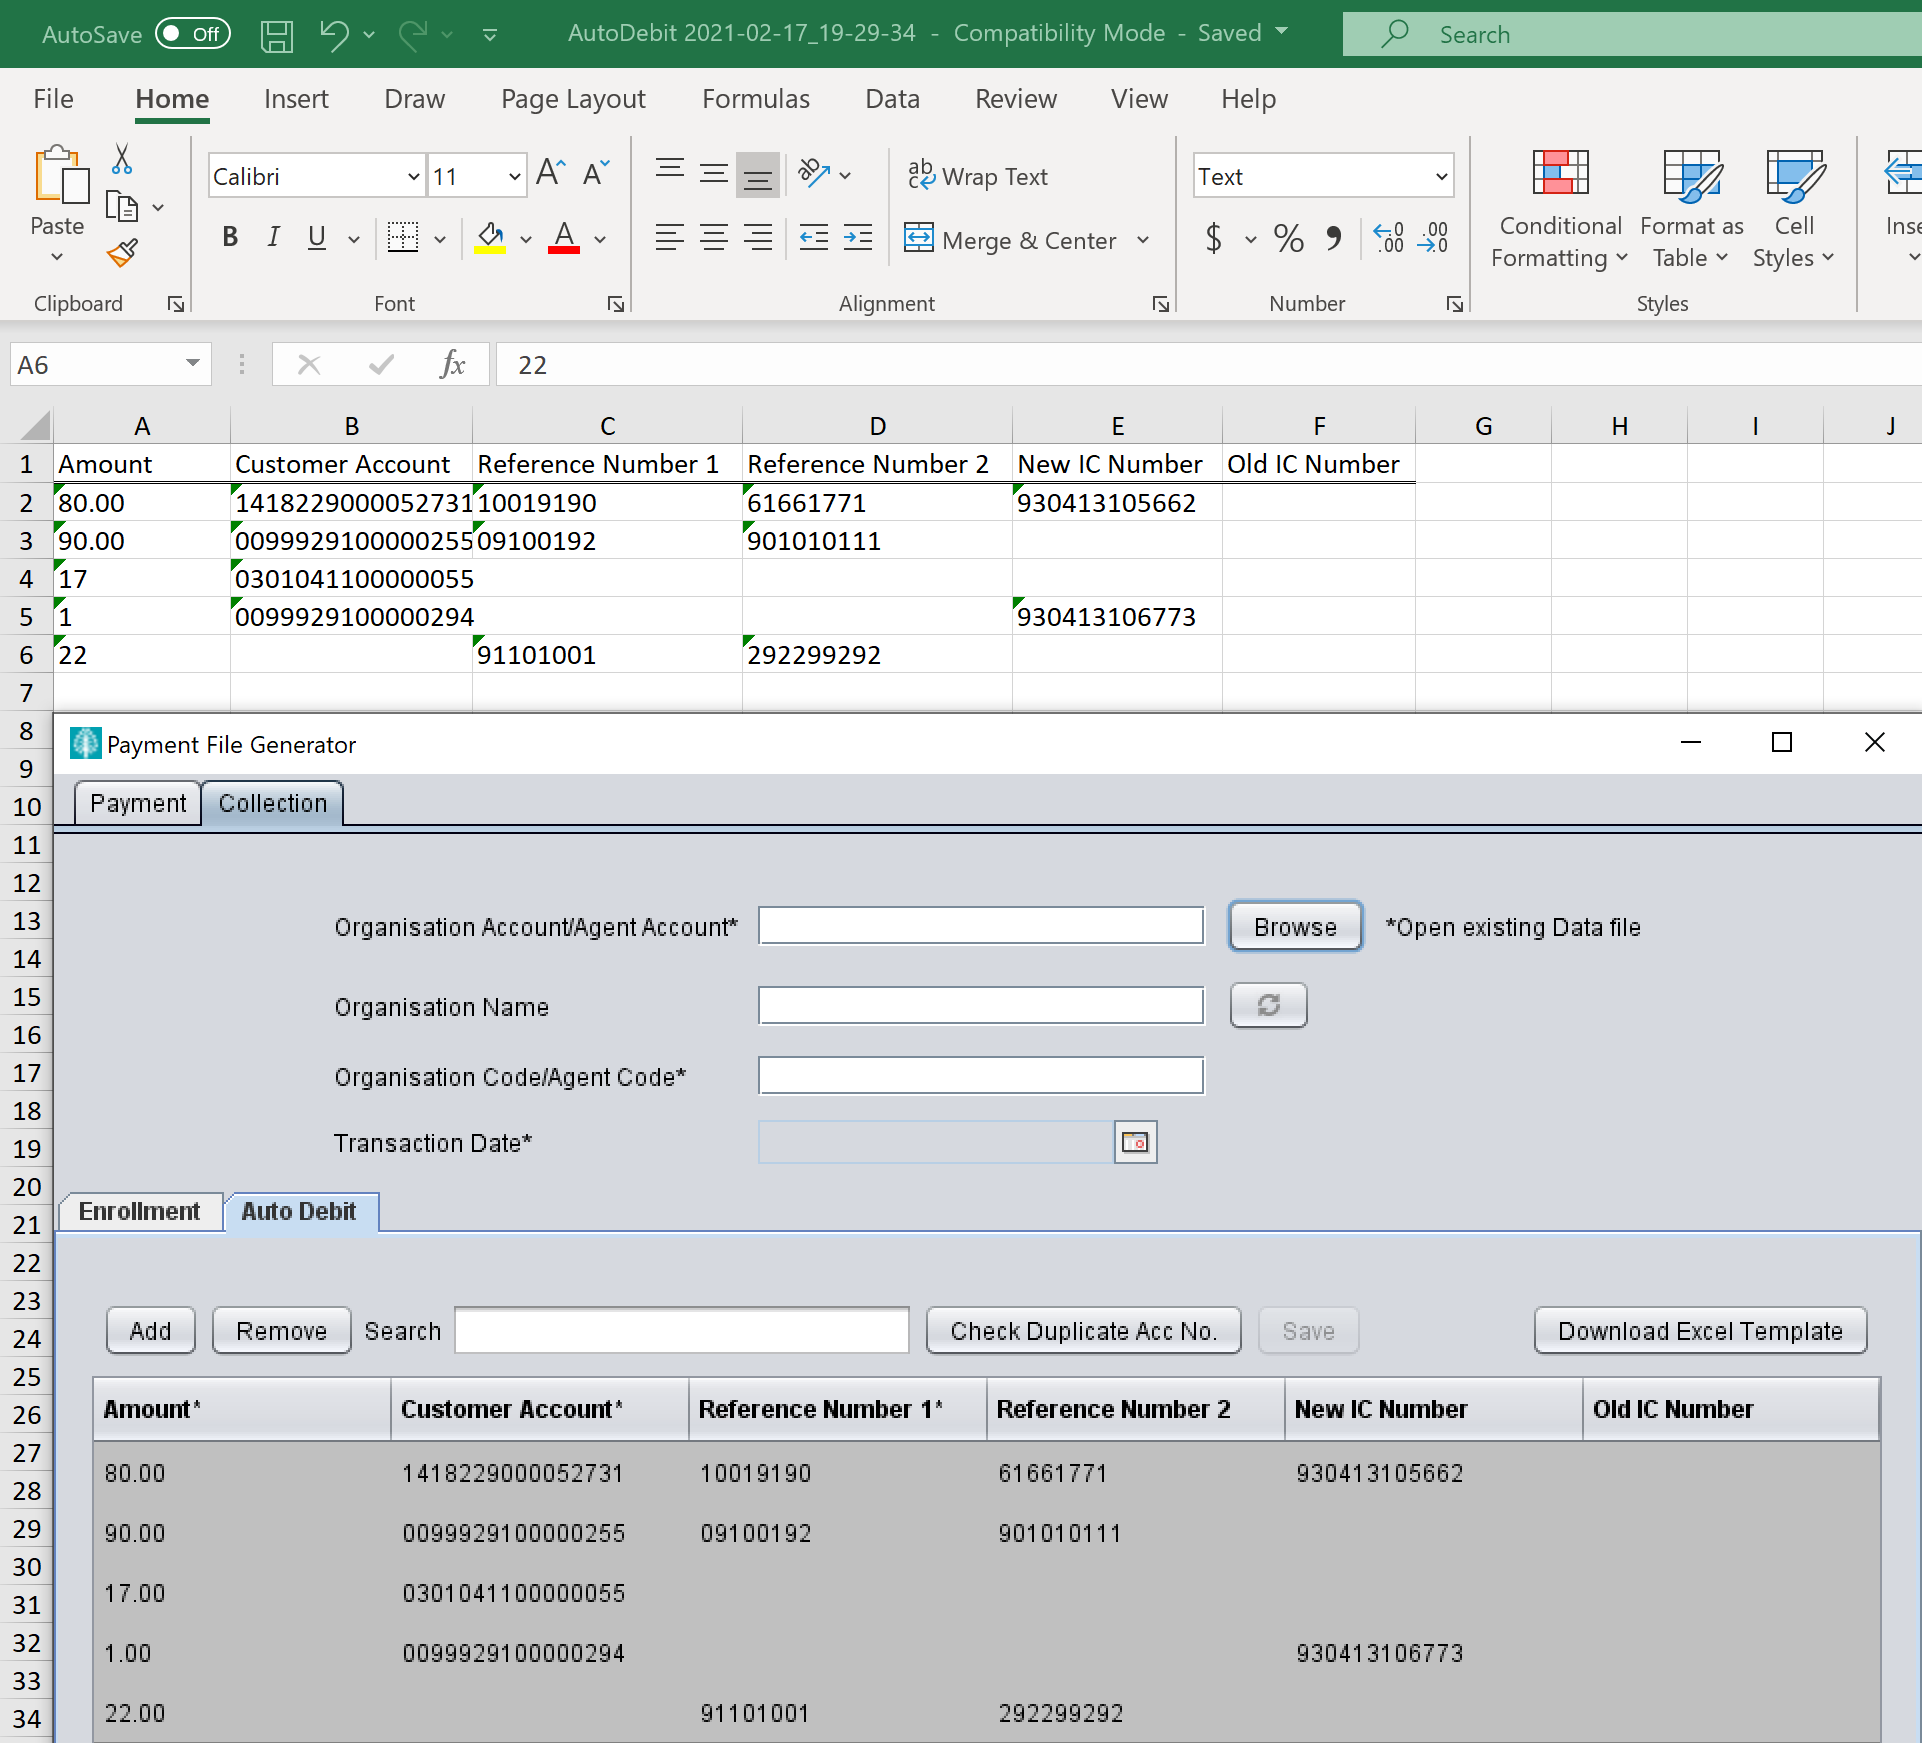 AutoSave Off AutoDebit 2021-02-17_19-29-34 - Compatibility Mode - Saved Search
File Home Insert Draw Page Layout Formulas Data Review View Help
Paste Calibri 11 A A ab Wrap Text Text Conditional Formatting Format as Table Cell Styles
B I U A Merge & Center $ % , .00 .00 .0
Clipboard Font Alignment Number Styles
A6 fx 22
A B C D E F G H I J
1 Amount Customer Account Reference Number 1 Reference Number 2 New IC Number Old IC Number
2 80.00 1418229000052731 10019190 61661771 930413105662
3 90.00 0099929100000255 09100192 901010111
4 17 0301041100000055
5 1 0099929100000294 930413106773
6 22 91101001 292299292
7
8 Payment File Generator
9
10 Payment Collection
11
12
13 Organisation Account/Agent Account* Browse *Open existing Data file
14
15 Organisation Name
16
17 Organisation Code/Agent Code*
18
19 Transaction Date*
20
21 Enrollment Auto Debit
22
23
24 Add Remove Search Check Duplicate Acc No. Save Download Excel Template
25
26 Amount* Customer Account* Reference Number 1* Reference Number 2 New IC Number Old IC Number
27
28 80.00 1418229000052731 10019190 61661771 930413105662
29 90.00 0099929100000255 09100192 901010111
30
31 17.00 0301041100000055
32 1.00 0099929100000294 930413106773
33
34 22.00 91101001 292299292